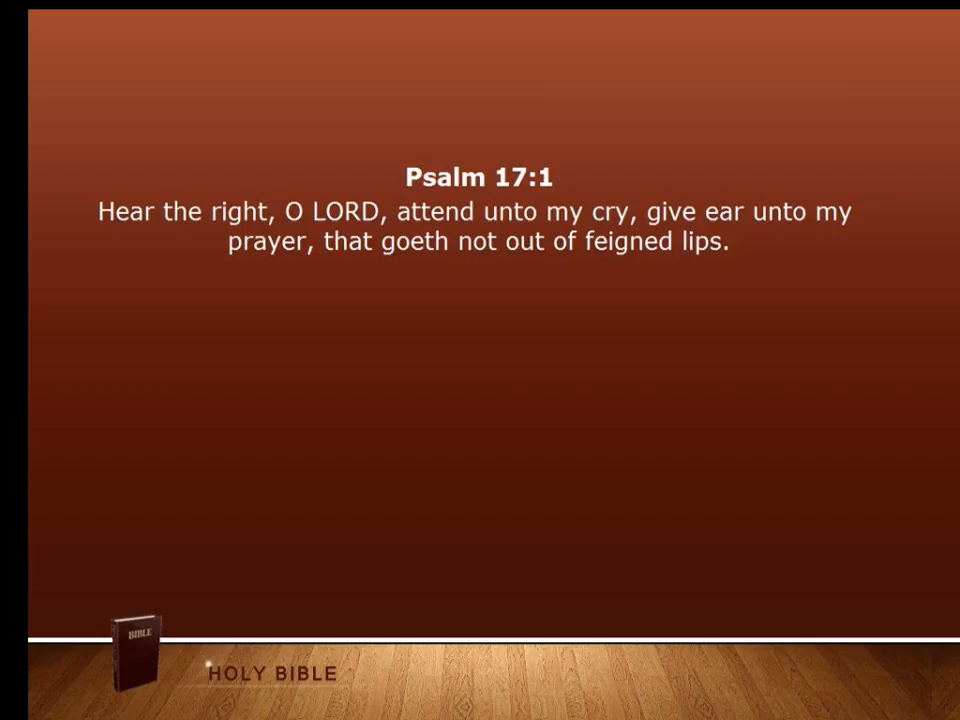 Psalm 17:1
Hear the right, O LORD, attend unto my cry, give ear unto my
prayer, that goeth not out of feigned lips.
BIBLE
HOLY BIBLE